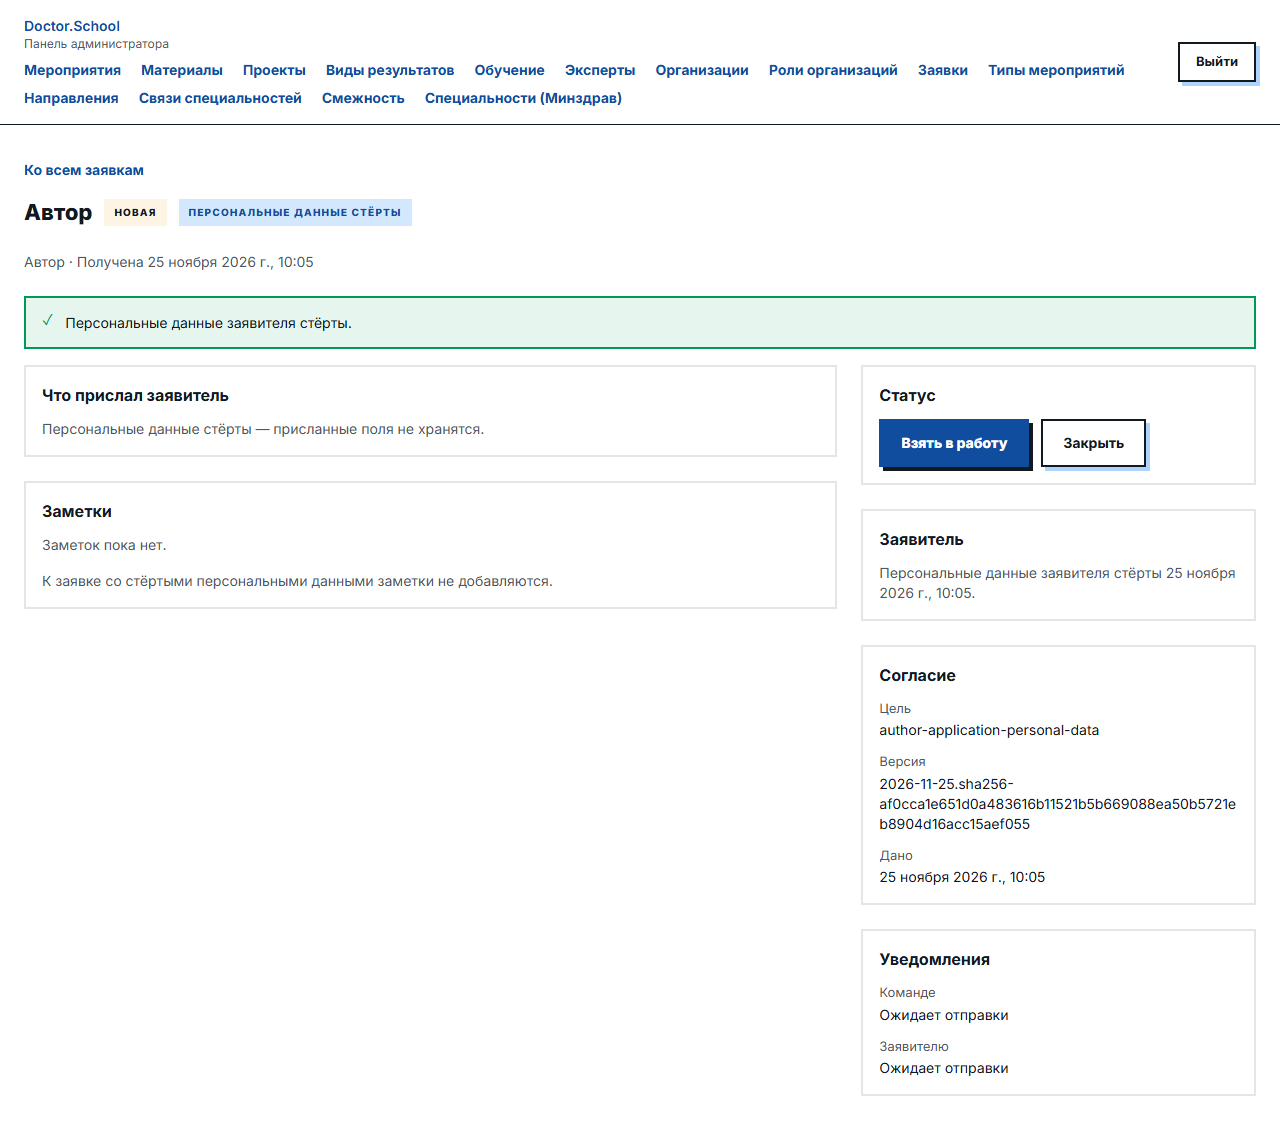 Doctor.School
Панель администратора
Мероприятия Материалы Проекты Виды результатов Обучение Эксперты Организации Роли организаций Заявки Типы мероприятий
Направления Связи специальностей Смежность Специальности (Минздрав)
Выйти
Ко всем заявкам
Автор НОВАЯ ПЕРСОНАЛЬНЫЕ ДАННЫЕ СТЁРТЫ
Автор · Получена 25 ноября 2026 г., 10:05
✓ Персональные данные заявителя стёрты.
Что прислал заявитель
Персональные данные стёрты — присланные поля не хранятся.
Заметки
Заметок пока нет.
К заявке со стёртыми персональными данными заметки не добавляются.
Статус
Взять в работу Закрыть
Заявитель
Персональные данные заявителя стёрты 25 ноября
2026 г., 10:05.
Согласие
Цель
author-application-personal-data
Версия
2026-11-25.sha256-
af0cca1e651d0a483616b11521b5b669088ea50b5721e
b8904d16acc15aef055
Дано
25 ноября 2026 г., 10:05
Уведомления
Команде
Ожидает отправки
Заявителю
Ожидает отправки